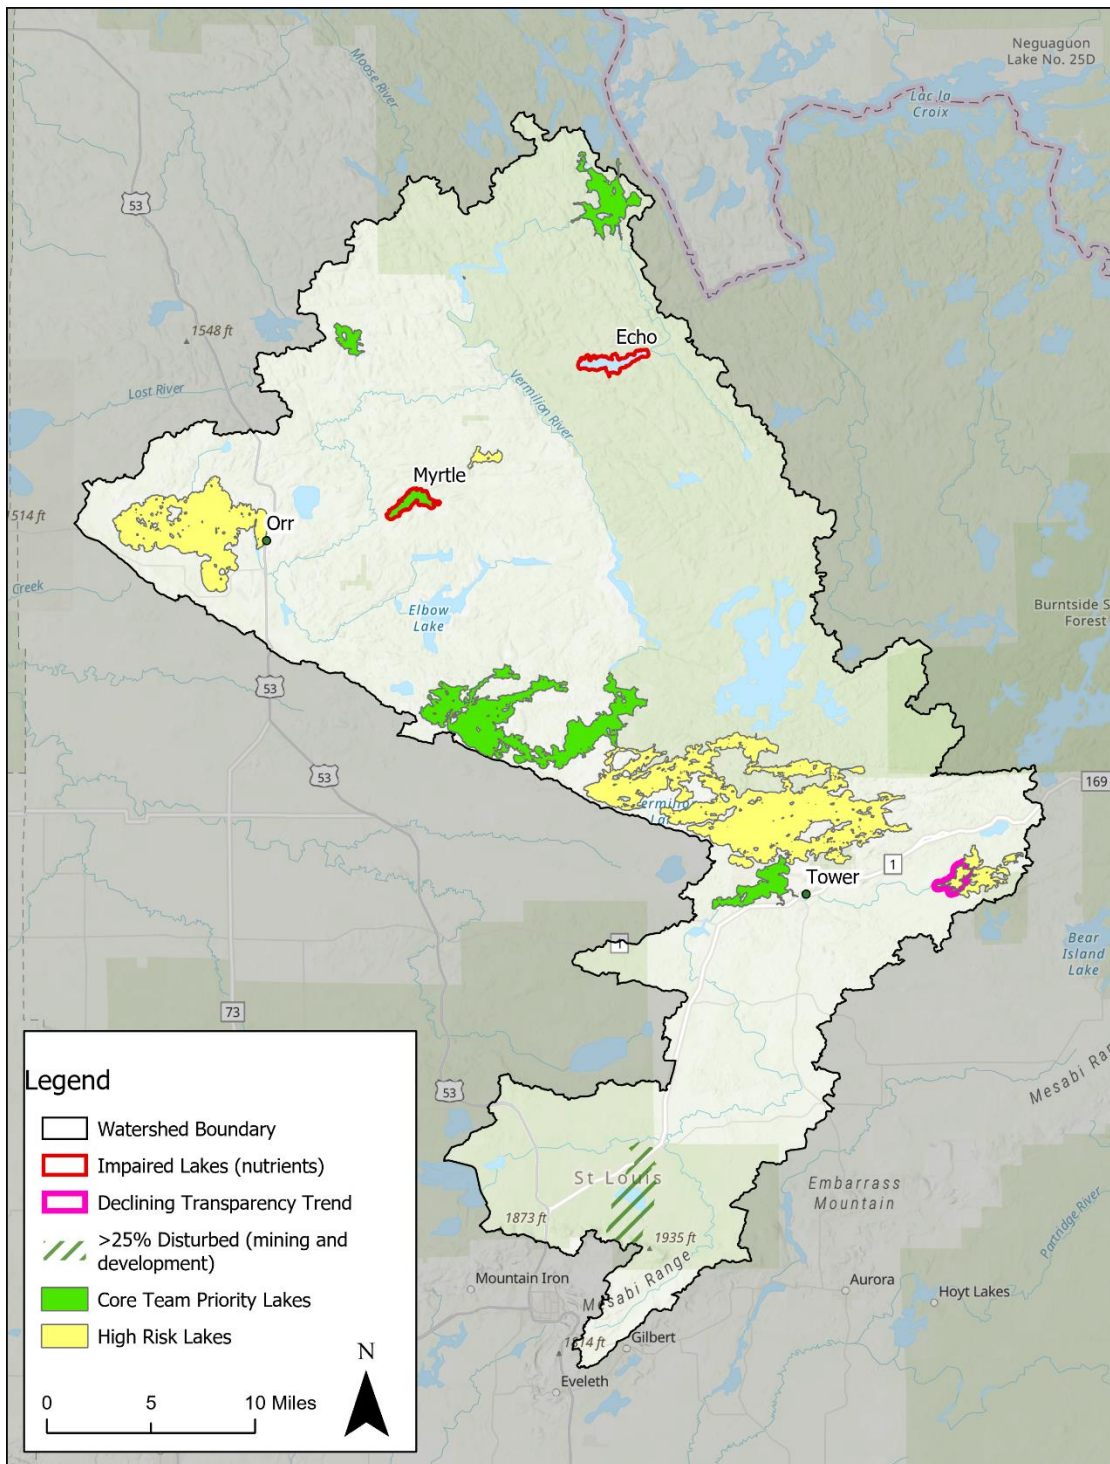 Neguaguon
Lake No. 25D
Moose River
Lac la
Croix
53
1548 ft
Echo
Lost River
Vermilion River
Myrtle
1514 ft
Orr
Creek
Elbow
Lake
Burntside S
Forest
53
53
169
1
Tower
1
Bear
Island
Lake
73
Mesabi Ra
53
St Louis
Embarrass
Mountain
1873 ft
1935 ft
Partridge River
Mountain Iron
Mesabi Range
Aurora
Hoyt Lakes
Gilbert
Eveleth
Legend
Watershed Boundary
Impaired Lakes (nutrients)
Declining Transparency Trend
>25% Disturbed (mining and
development)
Core Team Priority Lakes
High Risk Lakes
N
0 5 10 Miles